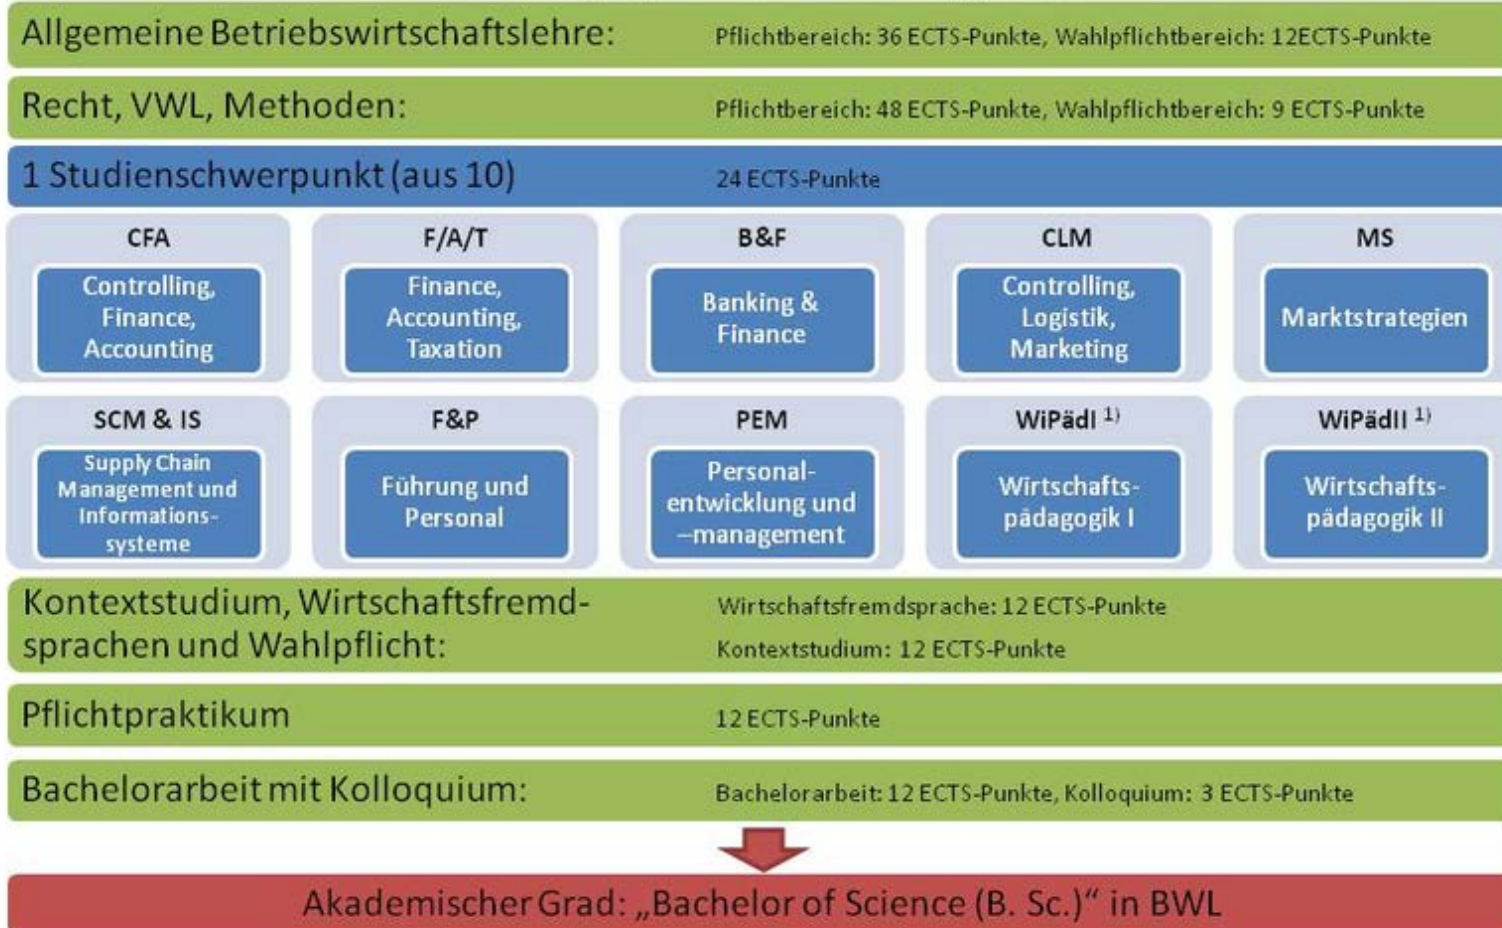 Allgemeine Betriebswirtschaftslehre: Pflichtbereich: 36 ECTS-Punkte, Wahlpflichtbereich: 12ECTS-Punkte
Recht, VWL, Methoden: Pflichtbereich: 48 ECTS-Punkte, Wahlpflichtbereich: 9 ECTS-Punkte
1 Studienschwerpunkt (aus 10) 24 ECTS-Punkte
CFA
Controlling,
Finance,
Accounting
F/A/T
Finance,
Accounting,
Taxation
B&F
Banking &
Finance
CLM
Controlling,
Logistik,
Marketing
MS
Marktstrategien
SCM & IS
Supply Chain
Management und
Informations-
systeme
F&P
Führung und
Personal
PEM
Personal-
entwicklung und
–management
WiPädI 1)
Wirtschafts-
pädagogik I
WiPädII 1)
Wirtschafts-
pädagogik II
Kontextstudium, Wirtschaftsfremd-
sprachen und Wahlpflicht:
Wirtschaftsfremdsprache: 12 ECTS-Punkte
Kontextstudium: 12 ECTS-Punkte
Pflichtpraktikum 12 ECTS-Punkte
Bachelorarbeit mit Kolloquium: Bachelorarbeit: 12 ECTS-Punkte, Kolloquium: 3 ECTS-Punkte
Akademischer Grad: „Bachelor of Science (B. Sc.)“ in BWL